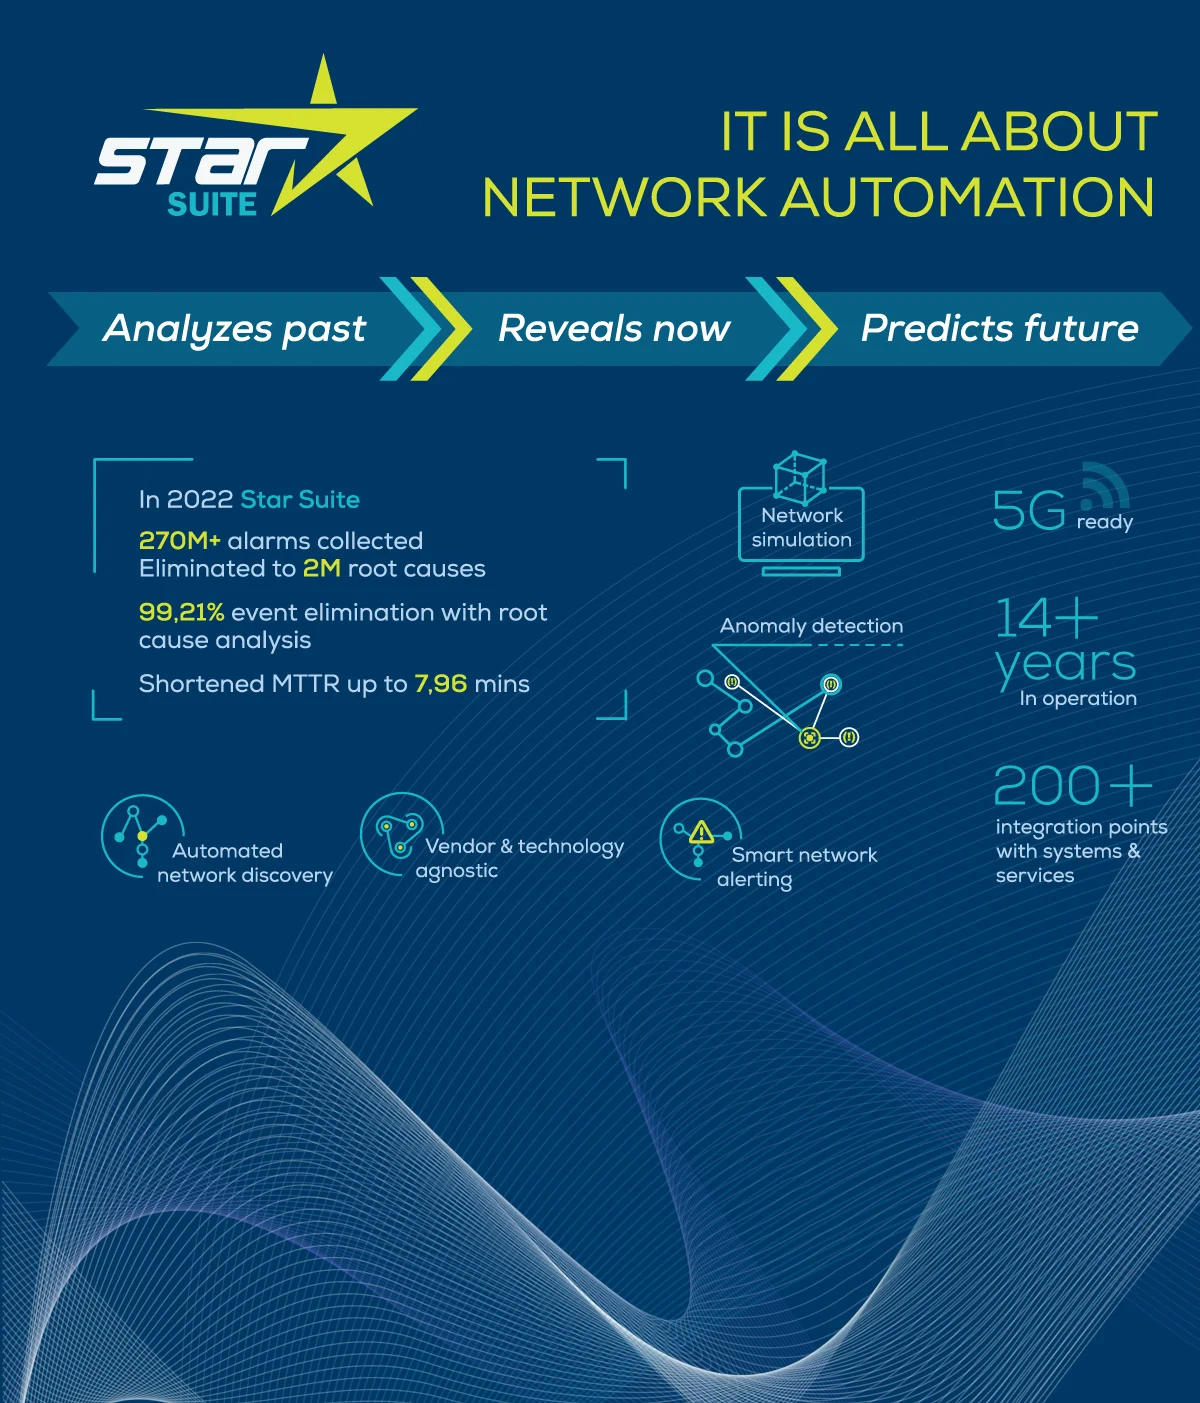 STar
SUITE
IT IS ALL ABOUT
NETWORK AUTOMATION
Analyzes past
Reveals now
Predicts future
In 2022 Star Suite
270M+ alarms collected
Eliminated to 2M root causes
99,21% event elimination with root
cause analysis
Shortened MTTR up to 7,96 mins
Network
simulation
Anomaly detection
5G ready
14+
years
In operation
200+
integration points
with systems &
services
Automated
network discovery
Vendor & technology
agnostic
Smart network
alerting